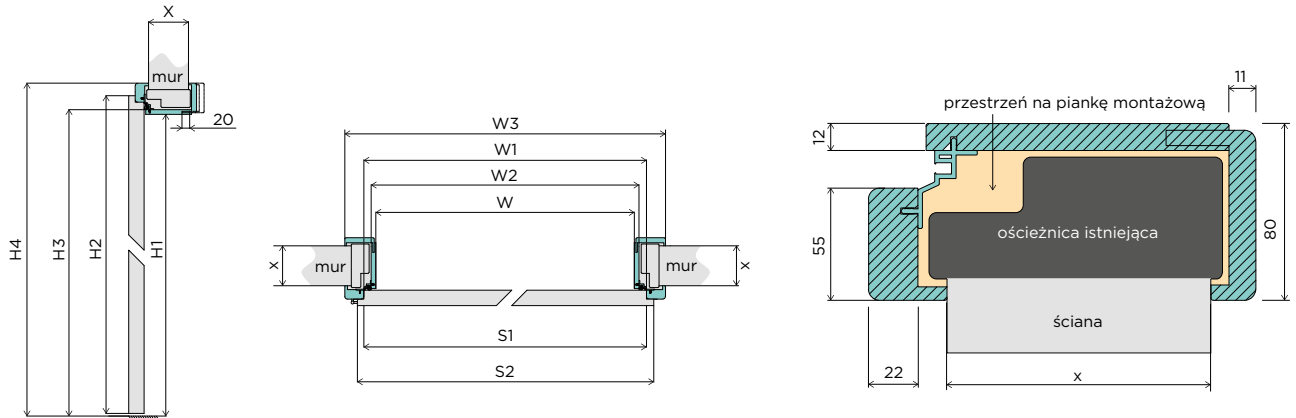 X
mur
20
H4
H3
H2
H1
W3
W1
W2
W
x
mur
mur
x
S1
S2
przestrzeń na piankę montażową
11
12
55
ościeżnica istniejąca
80
ściana
22
x